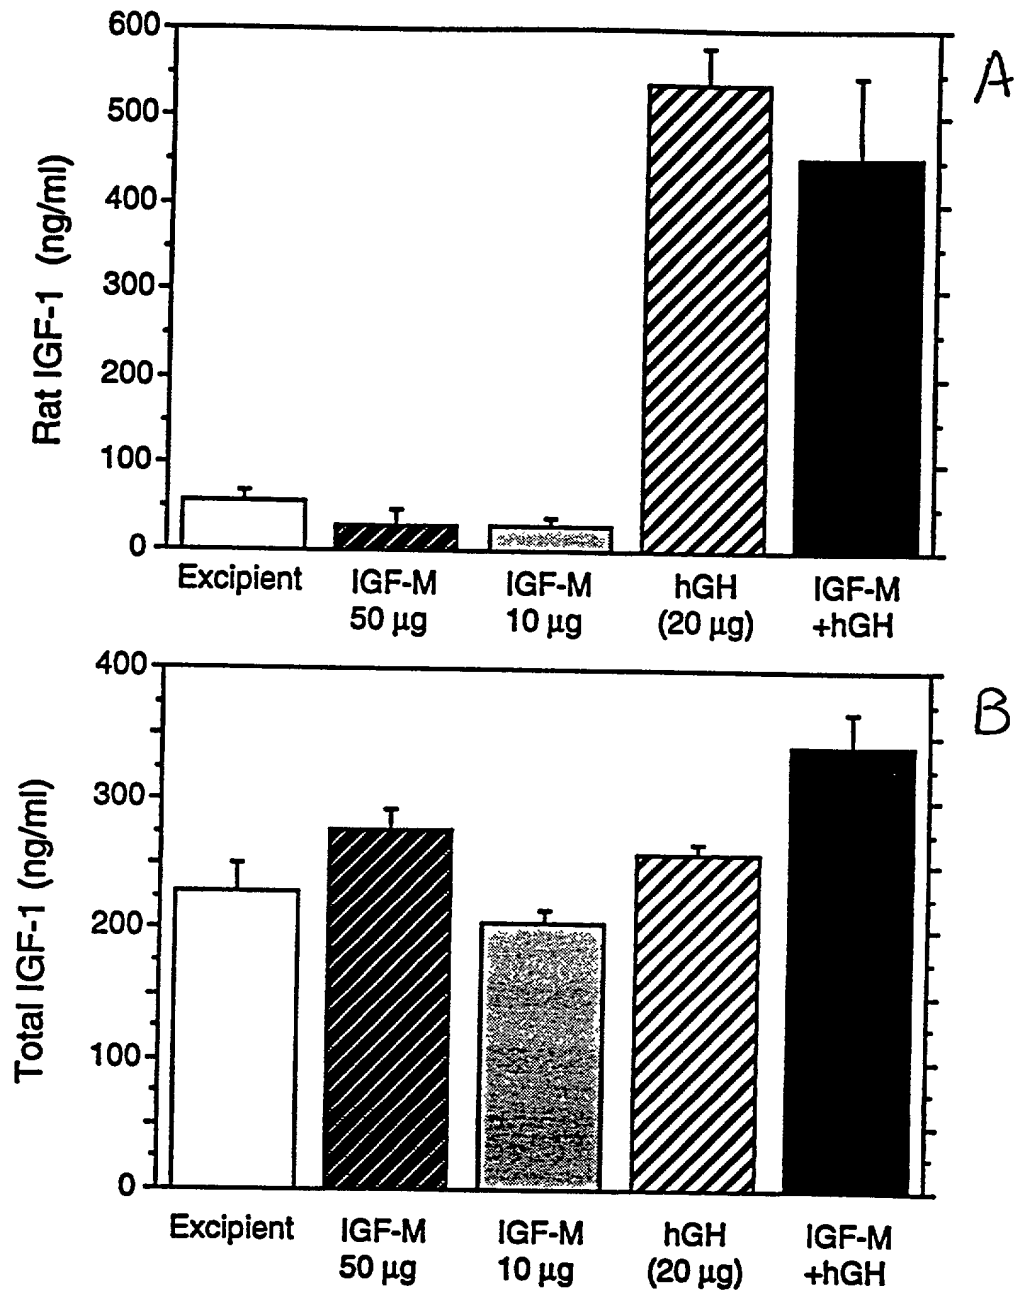 600
500
400
300
200
100
0
Rat IGF-1 (ng/ml)
A
Excipient
IGF-M
50 µg
IGF-M
10 µg
hGH
(20 µg)
IGF-M
+hGH
400
300
200
100
0
Total IGF-1 (ng/ml)
B
Excipient
IGF-M
50 µg
IGF-M
10 µg
hGH
(20 µg)
IGF-M
+hGH